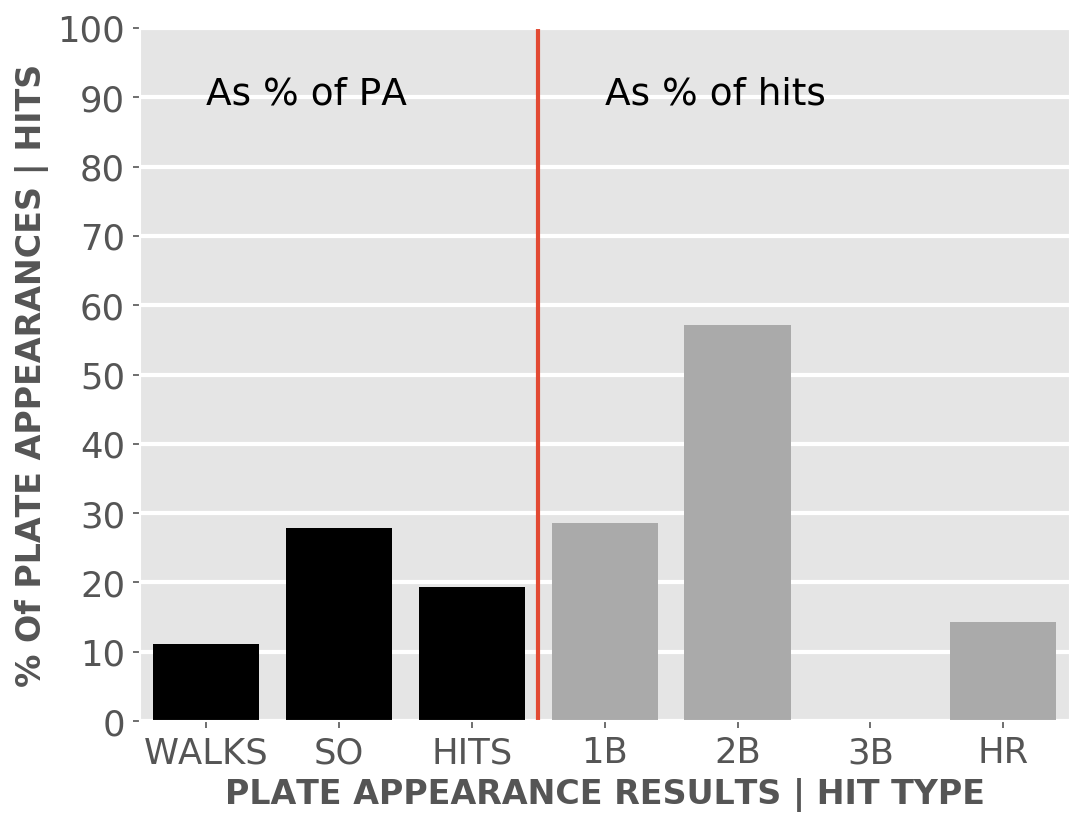 100
90
80
70
60
50
40
30
20
10
0
% Of PLATE APPEARANCES | HITS
As % of PA
As % of hits
WALKS SO HITS 1B 2B 3B HR
PLATE APPEARANCE RESULTS | HIT TYPE